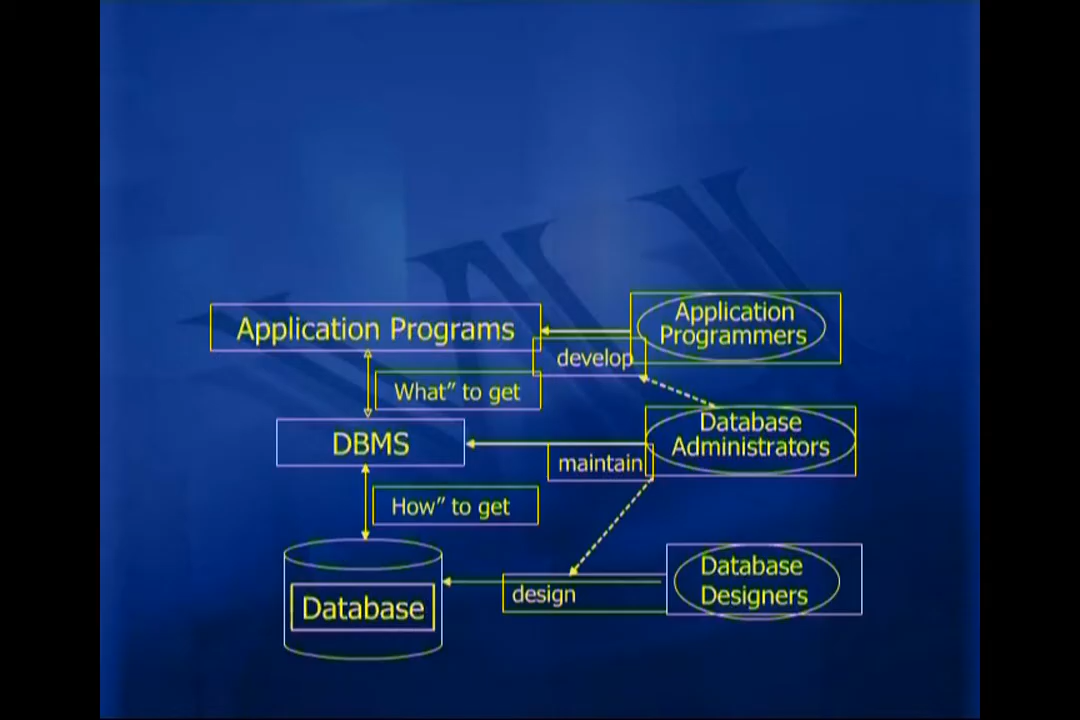 Application Programs
Application
Programmers
develop
What” to get
Database
Administrators
DBMS
maintain
How” to get
Database
Designers
design
Database
VU